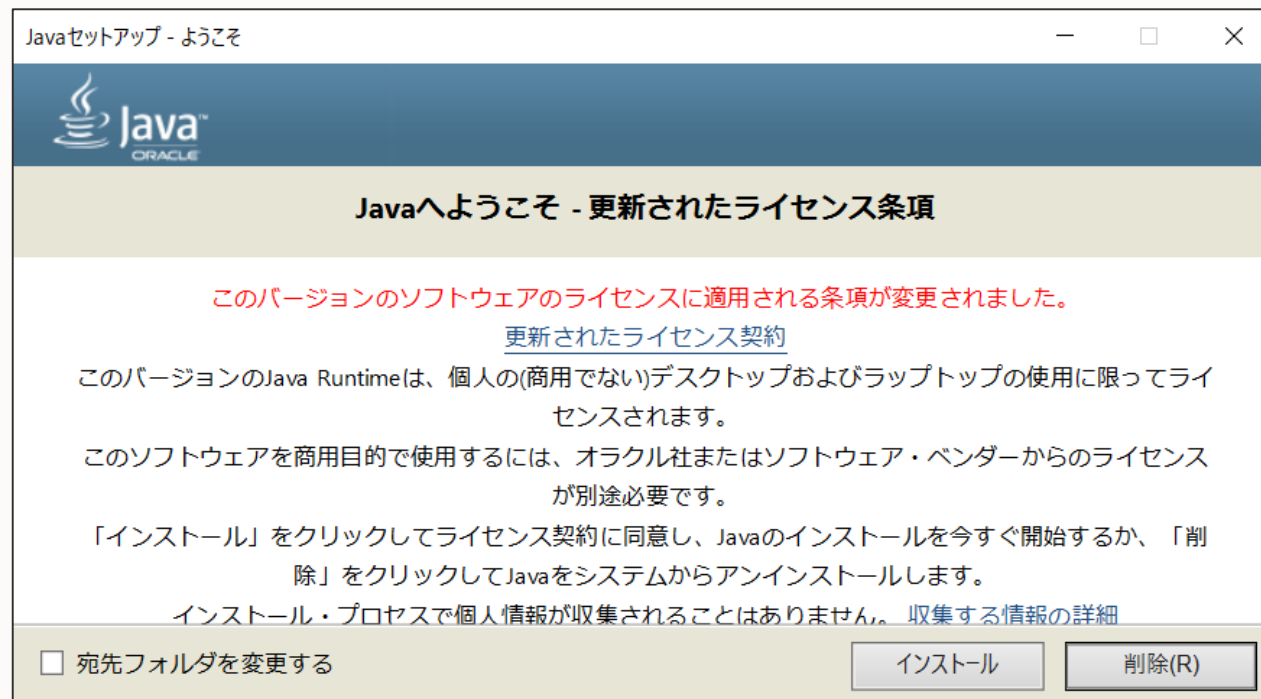 Javaセットアップ - ようこそ
Java™
ORACLE
Javaへようこそ - 更新されたライセンス条項
このバージョンのソフトウェアのライセンスに適用される条項が変更されました。
更新されたライセンス契約
このバージョンのJava Runtimeは、個人の(商用でない)デスクトップおよびラップトップの使用に限ってライ
センスされます。
このソフトウェアを商用目的で使用するには、オラクル社またはソフトウェア・ベンダーからのライセンス
が別途必要です。
「インストール」をクリックしてライセンス契約に同意し、Javaのインストールを今すぐ開始するか、「削
除」をクリックしてJavaをシステムからアンインストールします。
インストール・プロセスで個人情報が収集されることはありません。 収集する情報の詳細
宛先フォルダを変更する
インストール
削除(R)